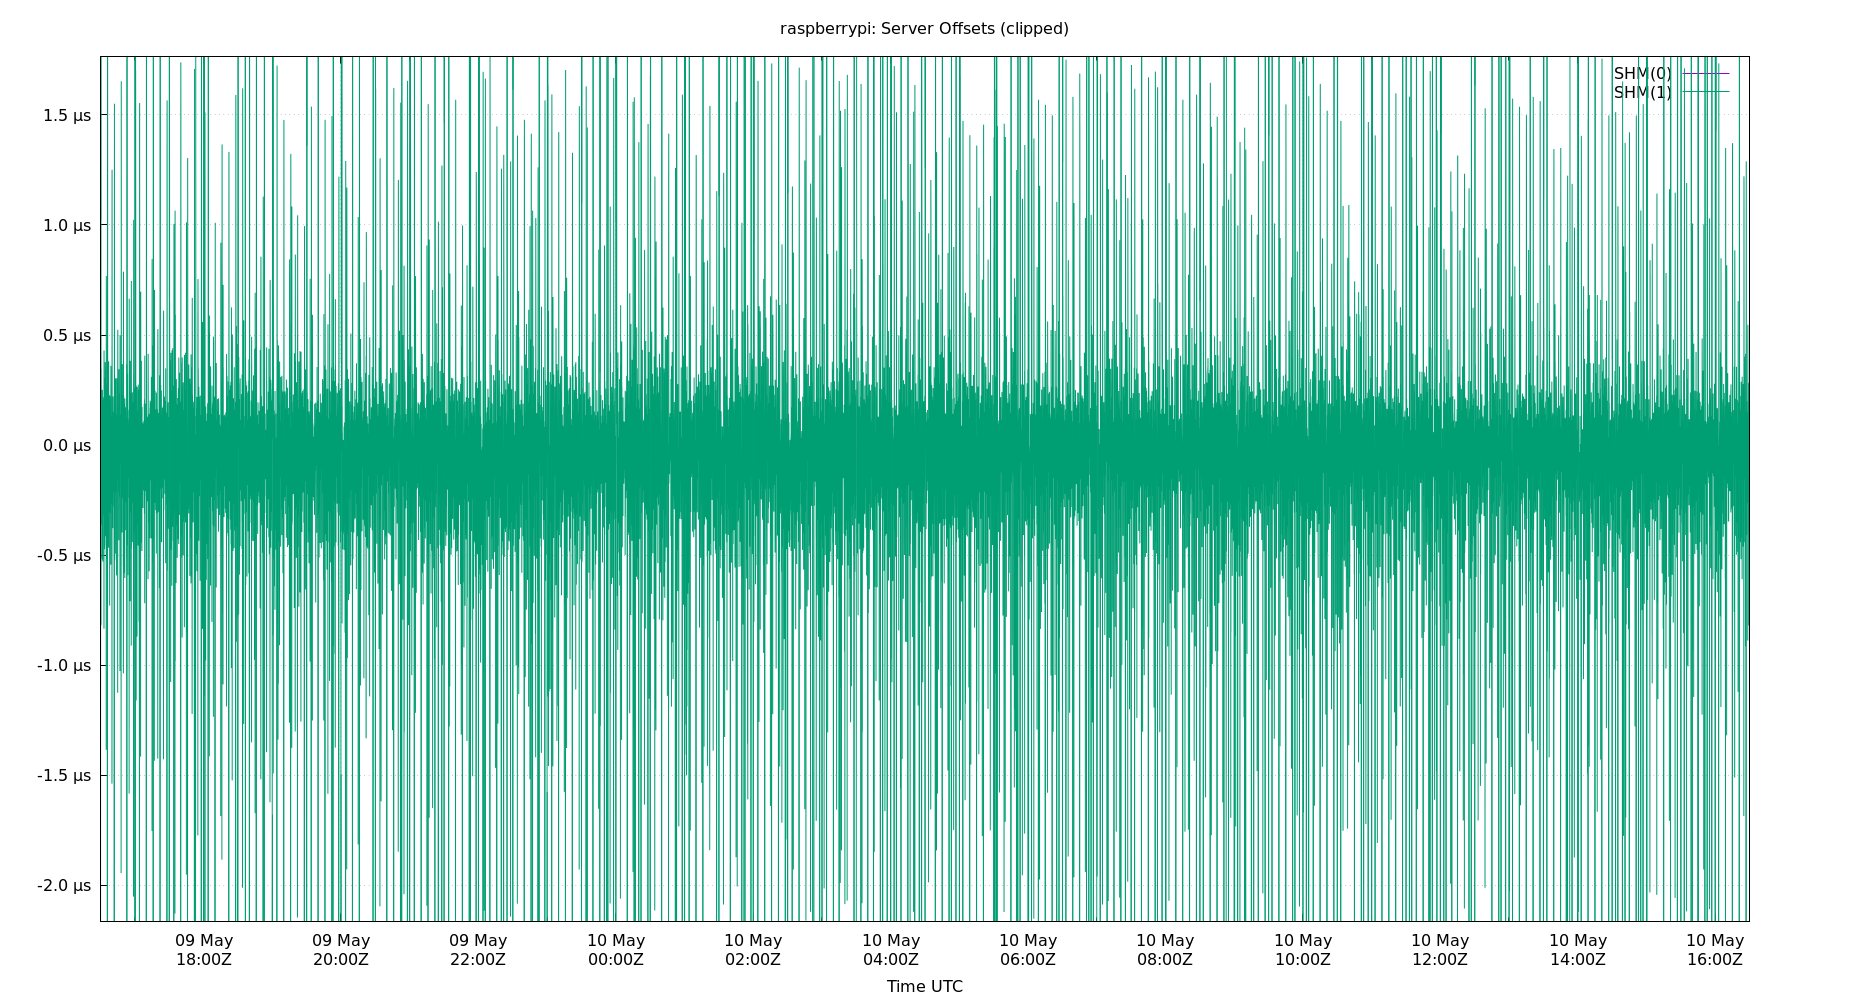 raspberrypi: Server Offsets (clipped)
SHM(0)
SHM(1)
1.5 µs
1.0 µs
0.5 µs
0.0 µs
-0.5 µs
-1.0 µs
-1.5 µs
-2.0 µs
09 May 09 May 09 May 10 May 10 May 10 May 10 May 10 May 10 May 10 May 10 May 10 May
18:00Z 20:00Z 22:00Z 00:00Z 02:00Z 04:00Z 06:00Z 08:00Z 10:00Z 12:00Z 14:00Z 16:00Z
Time UTC